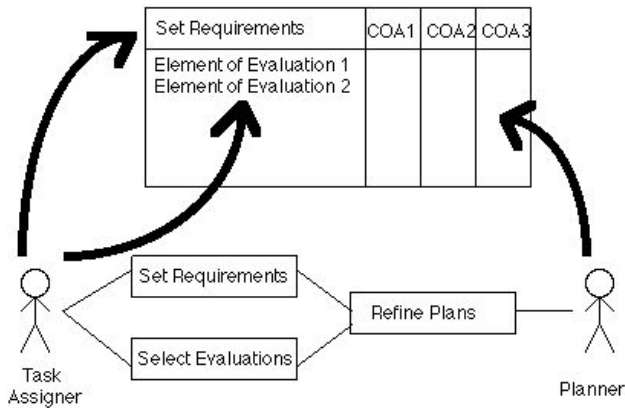 Set Requirements
COA1
COA2
COA3
Element of Evaluation 1
Element of Evaluation 2
Set Requirements
Refine Plans
Select Evaluations
Task
Assigner
Planner